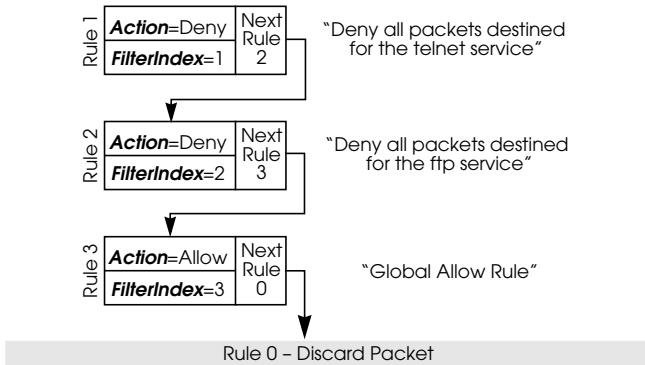 Rule 1
Action=Deny
FilterIndex=1
Next
Rule
2
“Deny all packets destined
for the telnet service”
Rule 2
Action=Deny
FilterIndex=2
Next
Rule
3
“Deny all packets destined
for the ftp service”
Rule 3
Action=Allow
FilterIndex=3
Next
Rule
0
“Global Allow Rule”
Rule 0 – Discard Packet